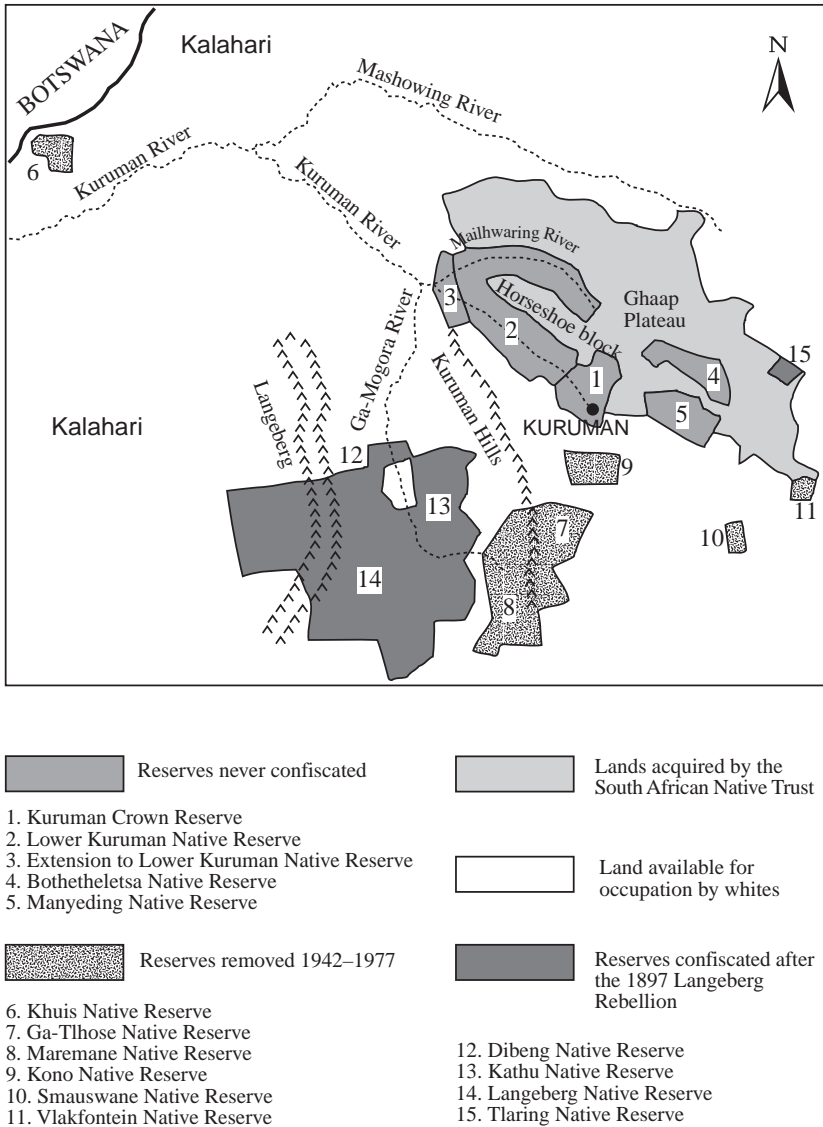 BOTSWANA
Kalahari
N
Mashowing River
6
Kuruman River
Kuruman River
Mailhwaring River
3
Horseshoe block
2
Ghaap
Plateau
15
Ga-Mogora River
Kuruman Hills
1
4
5
Langeberg
Kalahari
KURUMAN
12
9
13
11
7
10
14
8
Reserves never confiscated
1. Kuruman Crown Reserve
2. Lower Kuruman Native Reserve
3. Extension to Lower Kuruman Native Reserve
4. Bothetheletsa Native Reserve
5. Manyeding Native Reserve
Reserves removed 1942–1977
6. Khuis Native Reserve
7. Ga-Tlhose Native Reserve
8. Maremane Native Reserve
9. Kono Native Reserve
10. Smauswane Native Reserve
11. Vlakfontein Native Reserve
Lands acquired by the
South African Native Trust
Land available for
occupation by whites
Reserves confiscated after
the 1897 Langeberg
Rebellion
12. Dibeng Native Reserve
13. Kathu Native Reserve
14. Langeberg Native Reserve
15. Tlaring Native Reserve